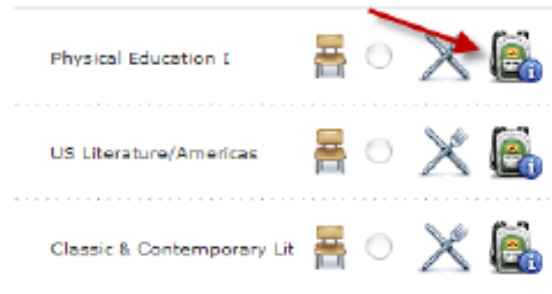 Physical Education I
US Literature/Americas
Classic & Contemporary Lit